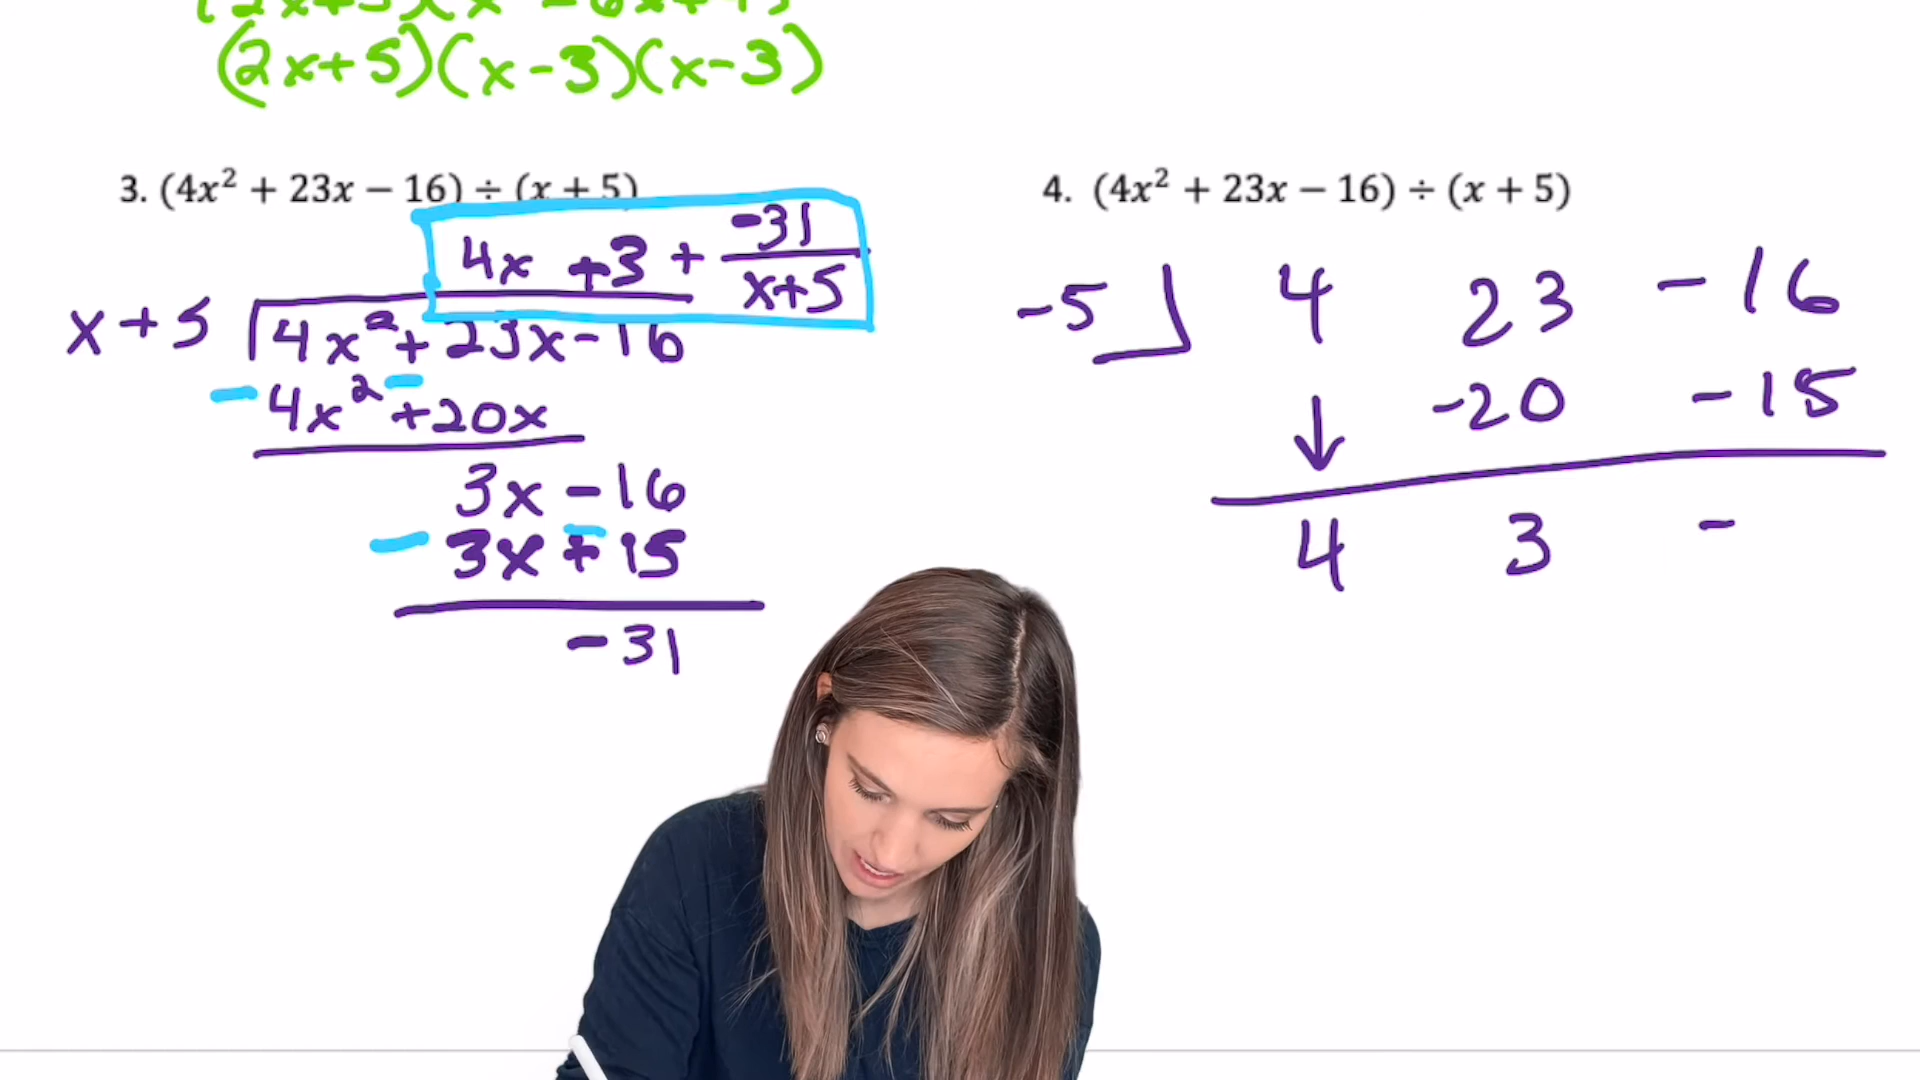 (2x+5)(x-3)(x-3)
3. (4x² + 23x − 16) ÷ (x + 5)
4x +3 + -31/x+5
x+5 4x²+23x-16
- 4x² - +20x
3x -16
- 3x - +15
-31
4. (4x² + 23x − 16) ÷ (x + 5)
-5 4 23 -16
↓ -20 -15
4 3 -